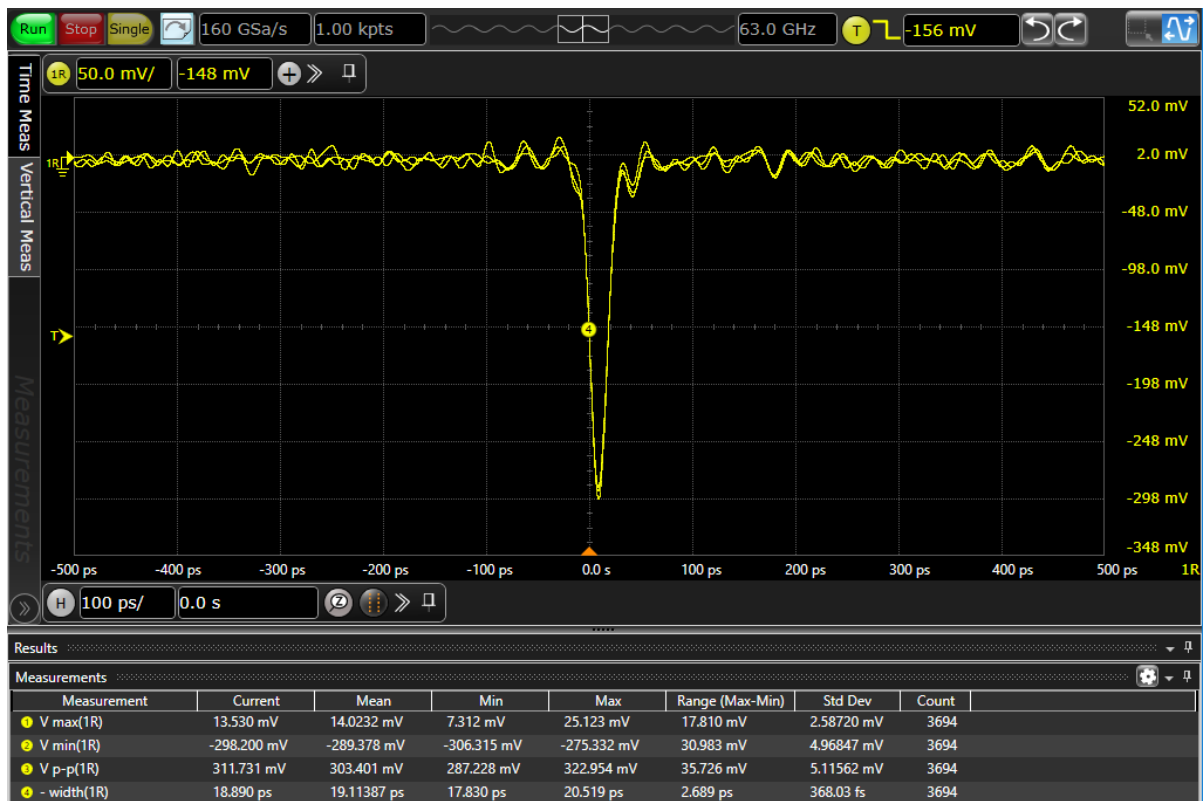 Run Stop Single 160 GSa/s 1.00 kpts 63.0 GHz T -156 mV
1R 50.0 mV/ -148 mV
Time Meas
Vertical Meas
Measurements
52.0 mV
1R 2.0 mV
-48.0 mV
-98.0 mV
T 4 -148 mV
-198 mV
-248 mV
-298 mV
-348 mV
-500 ps -400 ps -300 ps -200 ps -100 ps 0.0 s 100 ps 200 ps 300 ps 400 ps 500 ps 1R
H 100 ps/ 0.0 s Z
Results
Measurements
Measurement Current Mean Min Max Range (Max-Min) Std Dev Count
1 V max(1R) 13.530 mV 14.0232 mV 7.312 mV 25.123 mV 17.810 mV 2.58720 mV 3694
2 V min(1R) -298.200 mV -289.378 mV -306.315 mV -275.332 mV 30.983 mV 4.96847 mV 3694
3 V p-p(1R) 311.731 mV 303.401 mV 287.228 mV 322.954 mV 35.726 mV 5.11562 mV 3694
4 - width(1R) 18.890 ps 19.11387 ps 17.830 ps 20.519 ps 2.689 ps 368.03 fs 3694